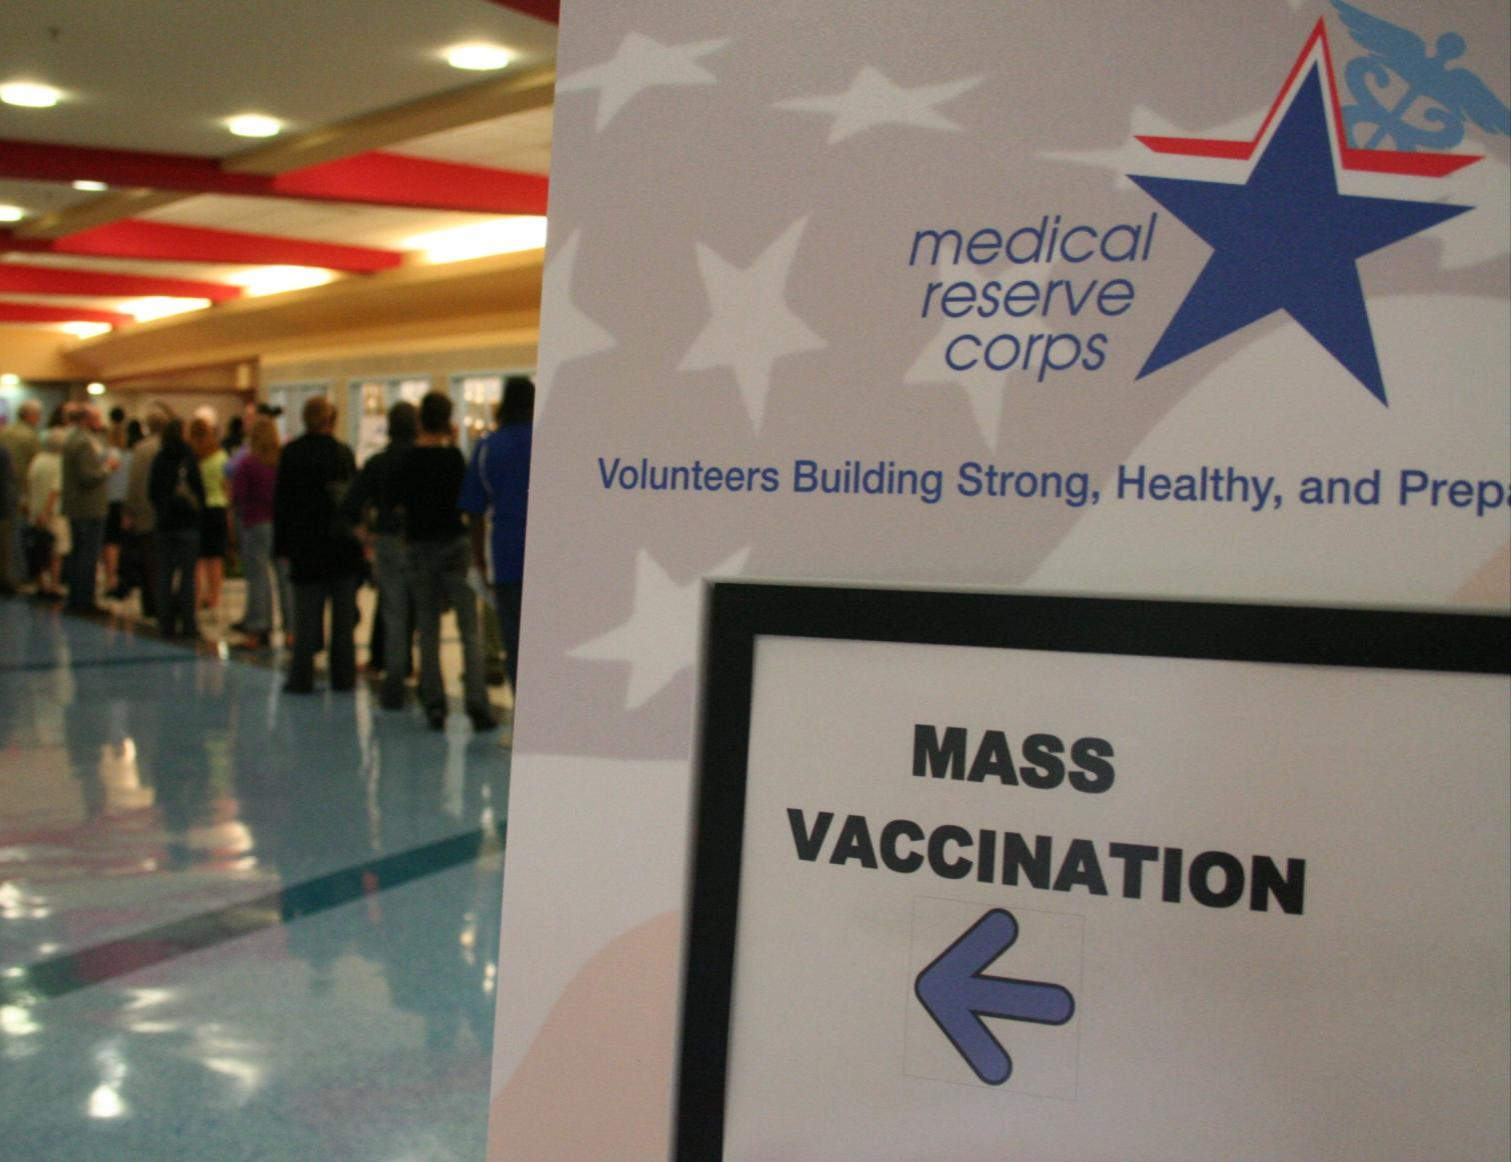 medical
reserve
corps
Volunteers Building Strong, Healthy, and
MASS
VACCINATION